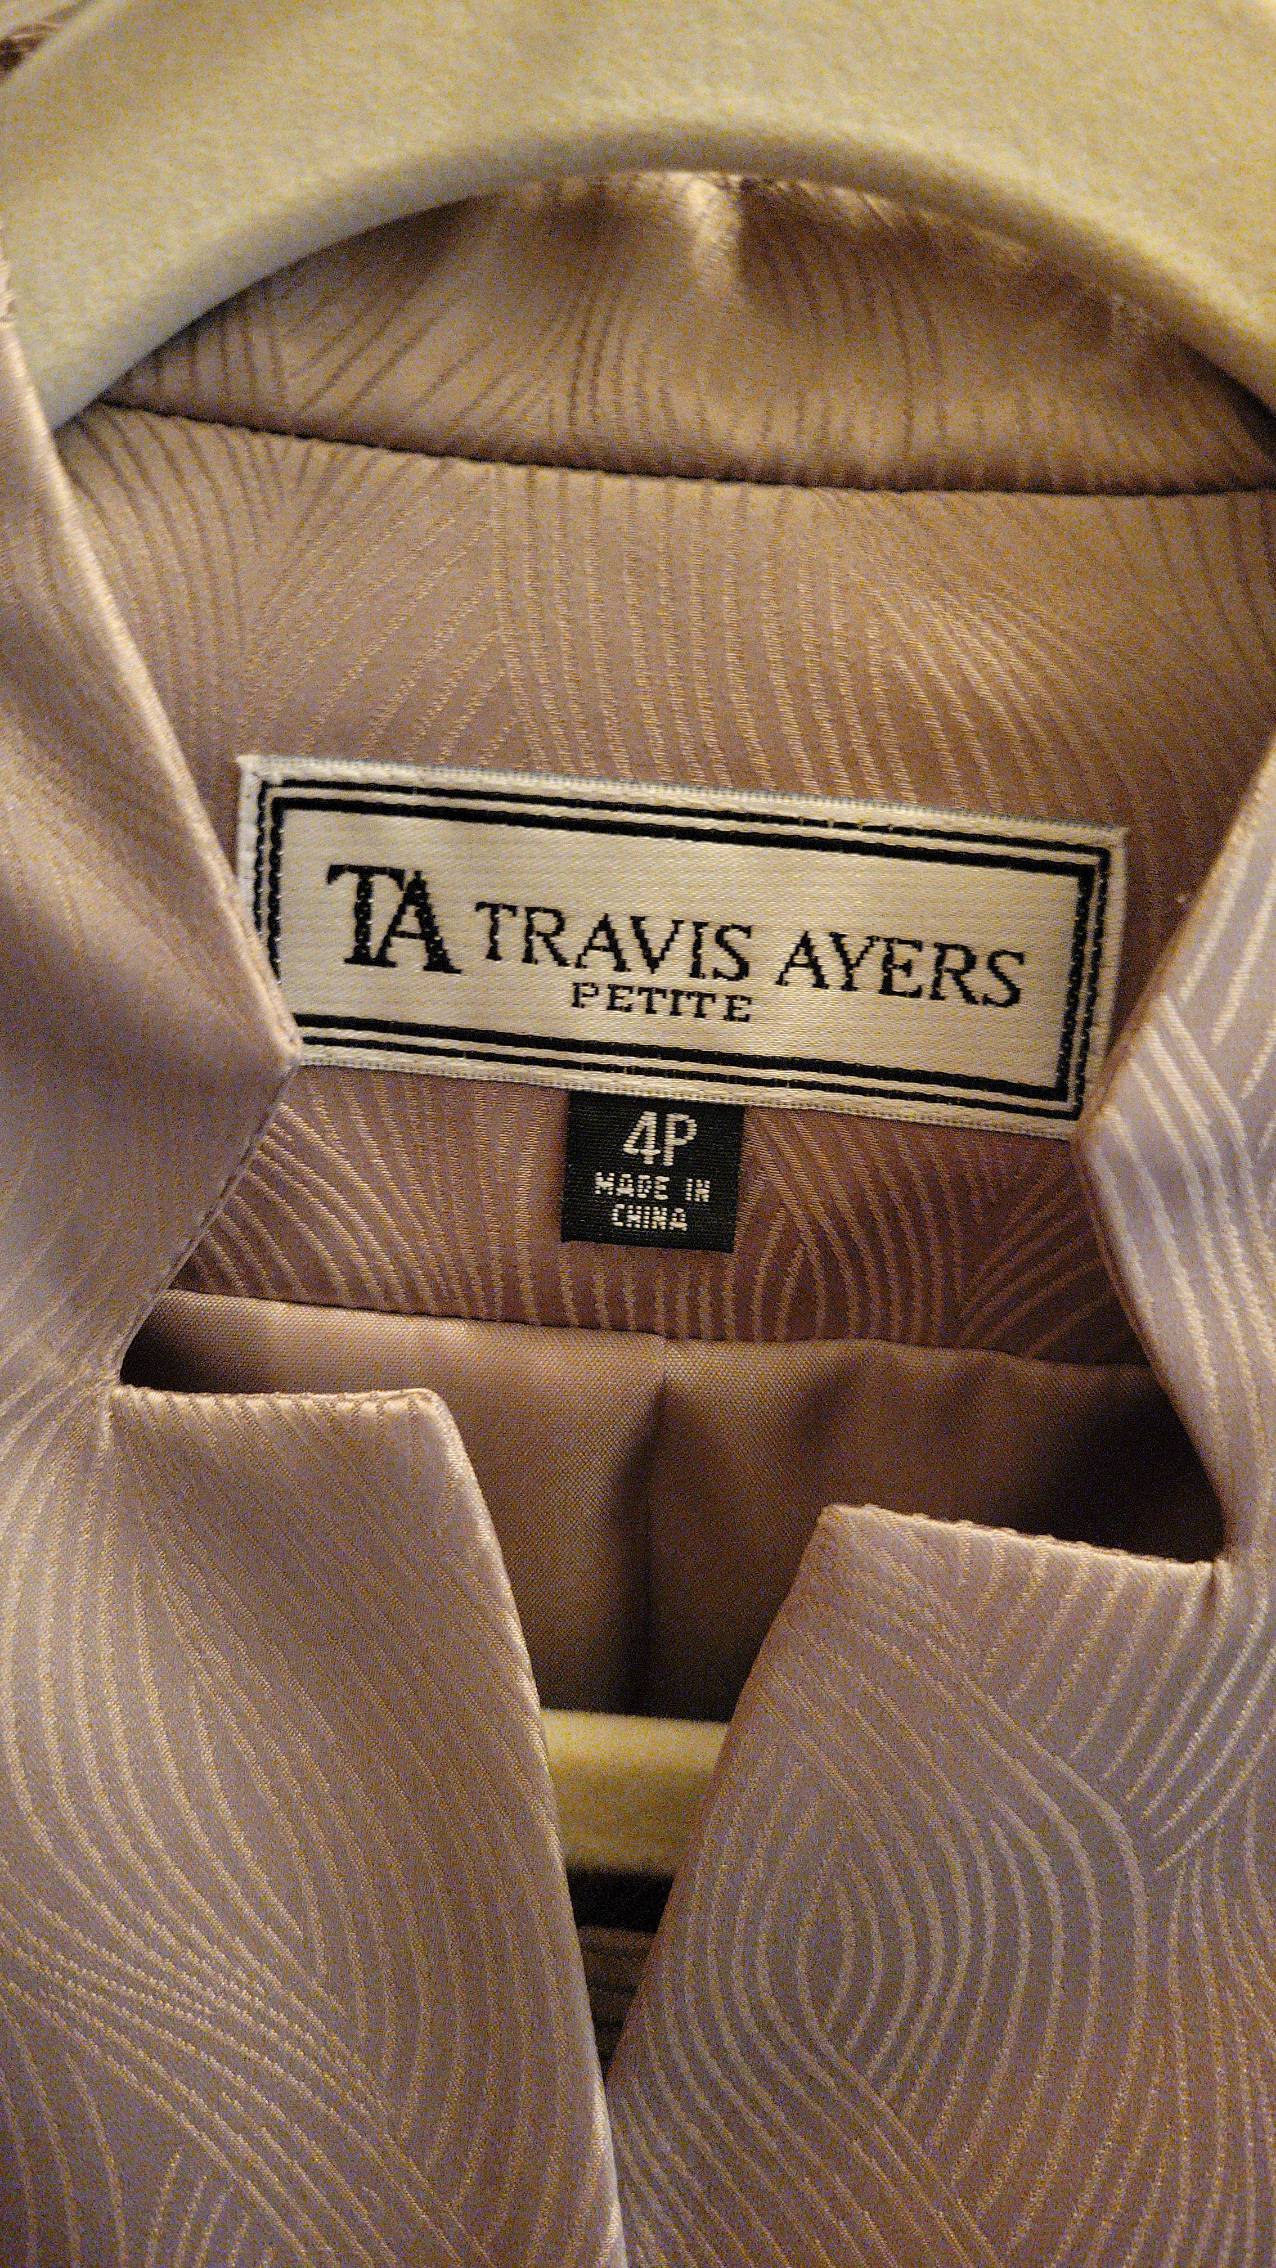 TA TRAVIS AYERS
PETITE
4P
MADE IN
CHINA